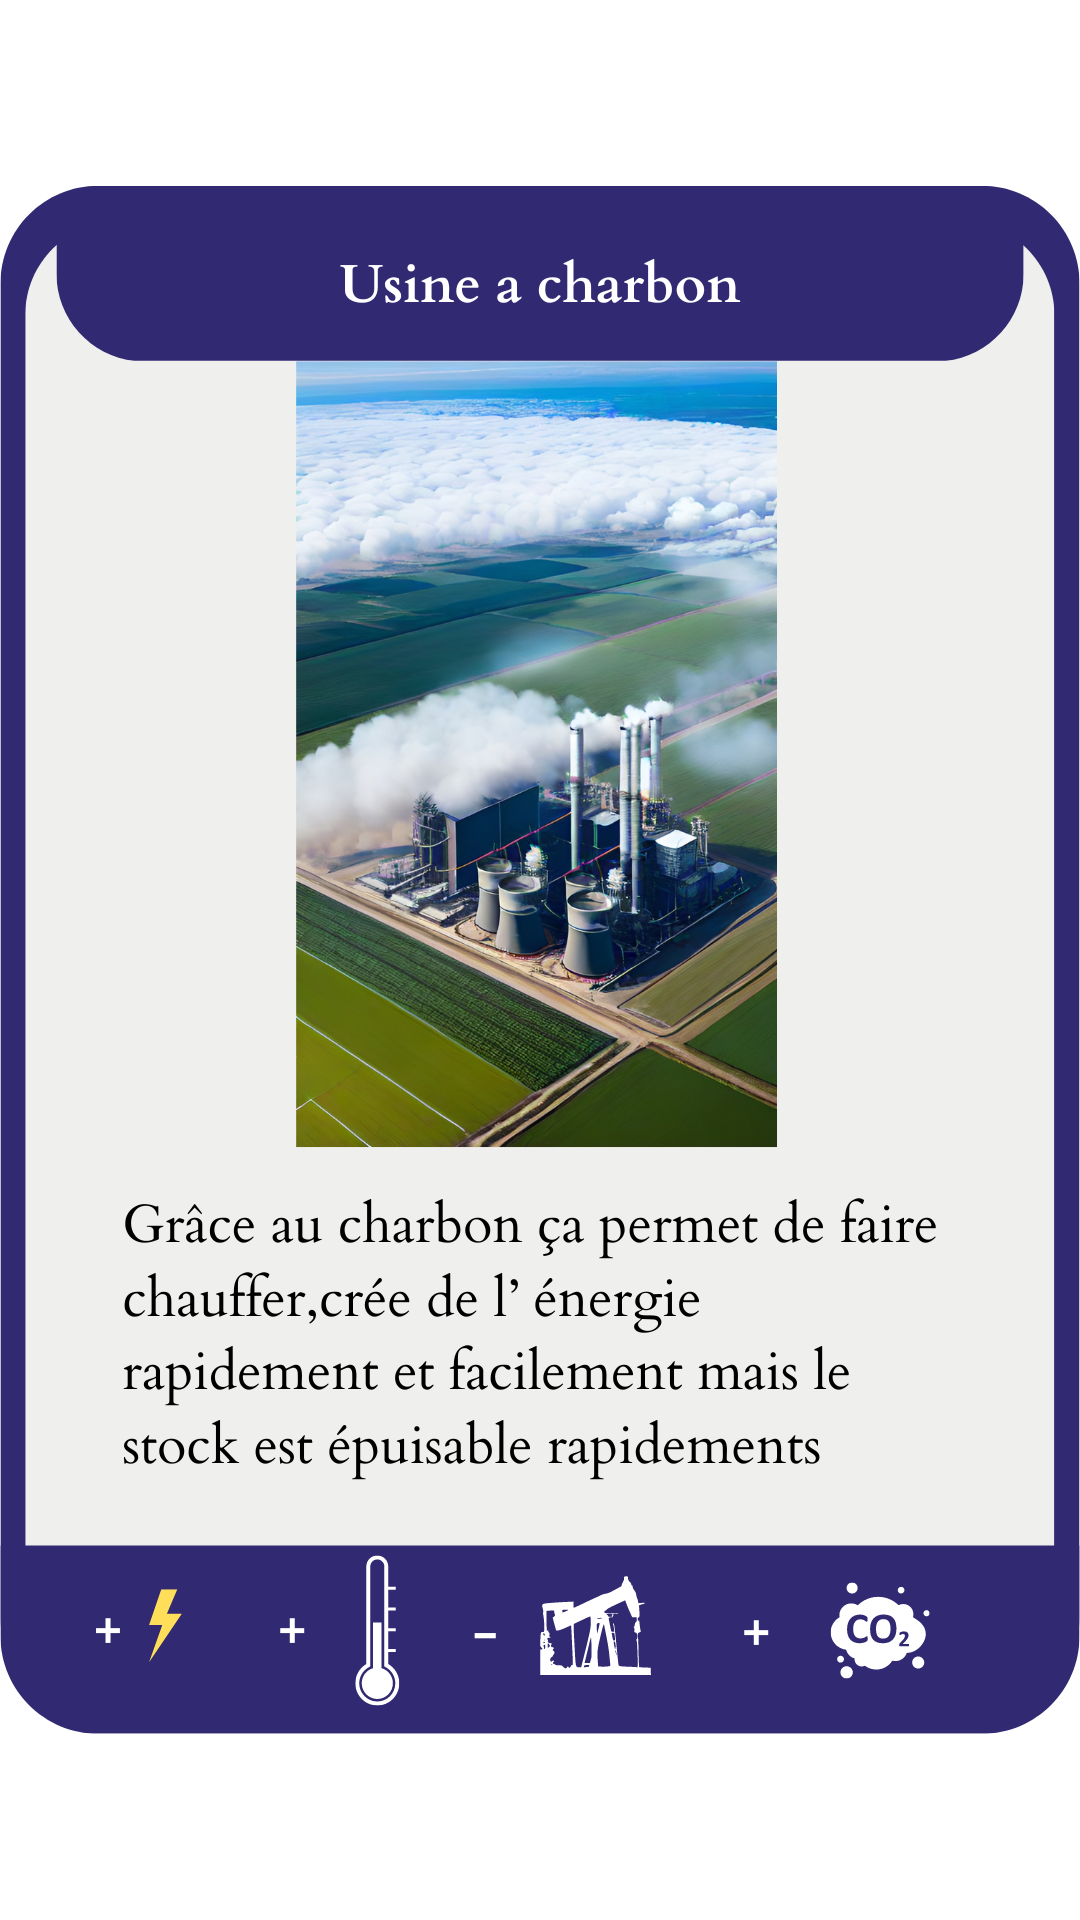 Usine a charbon
Grâce au charbon ça permet de faire
chauffer,crée de l’ énergie
rapidement et facilement mais le
stock est épuisable rapidements
+ + - + CO₂